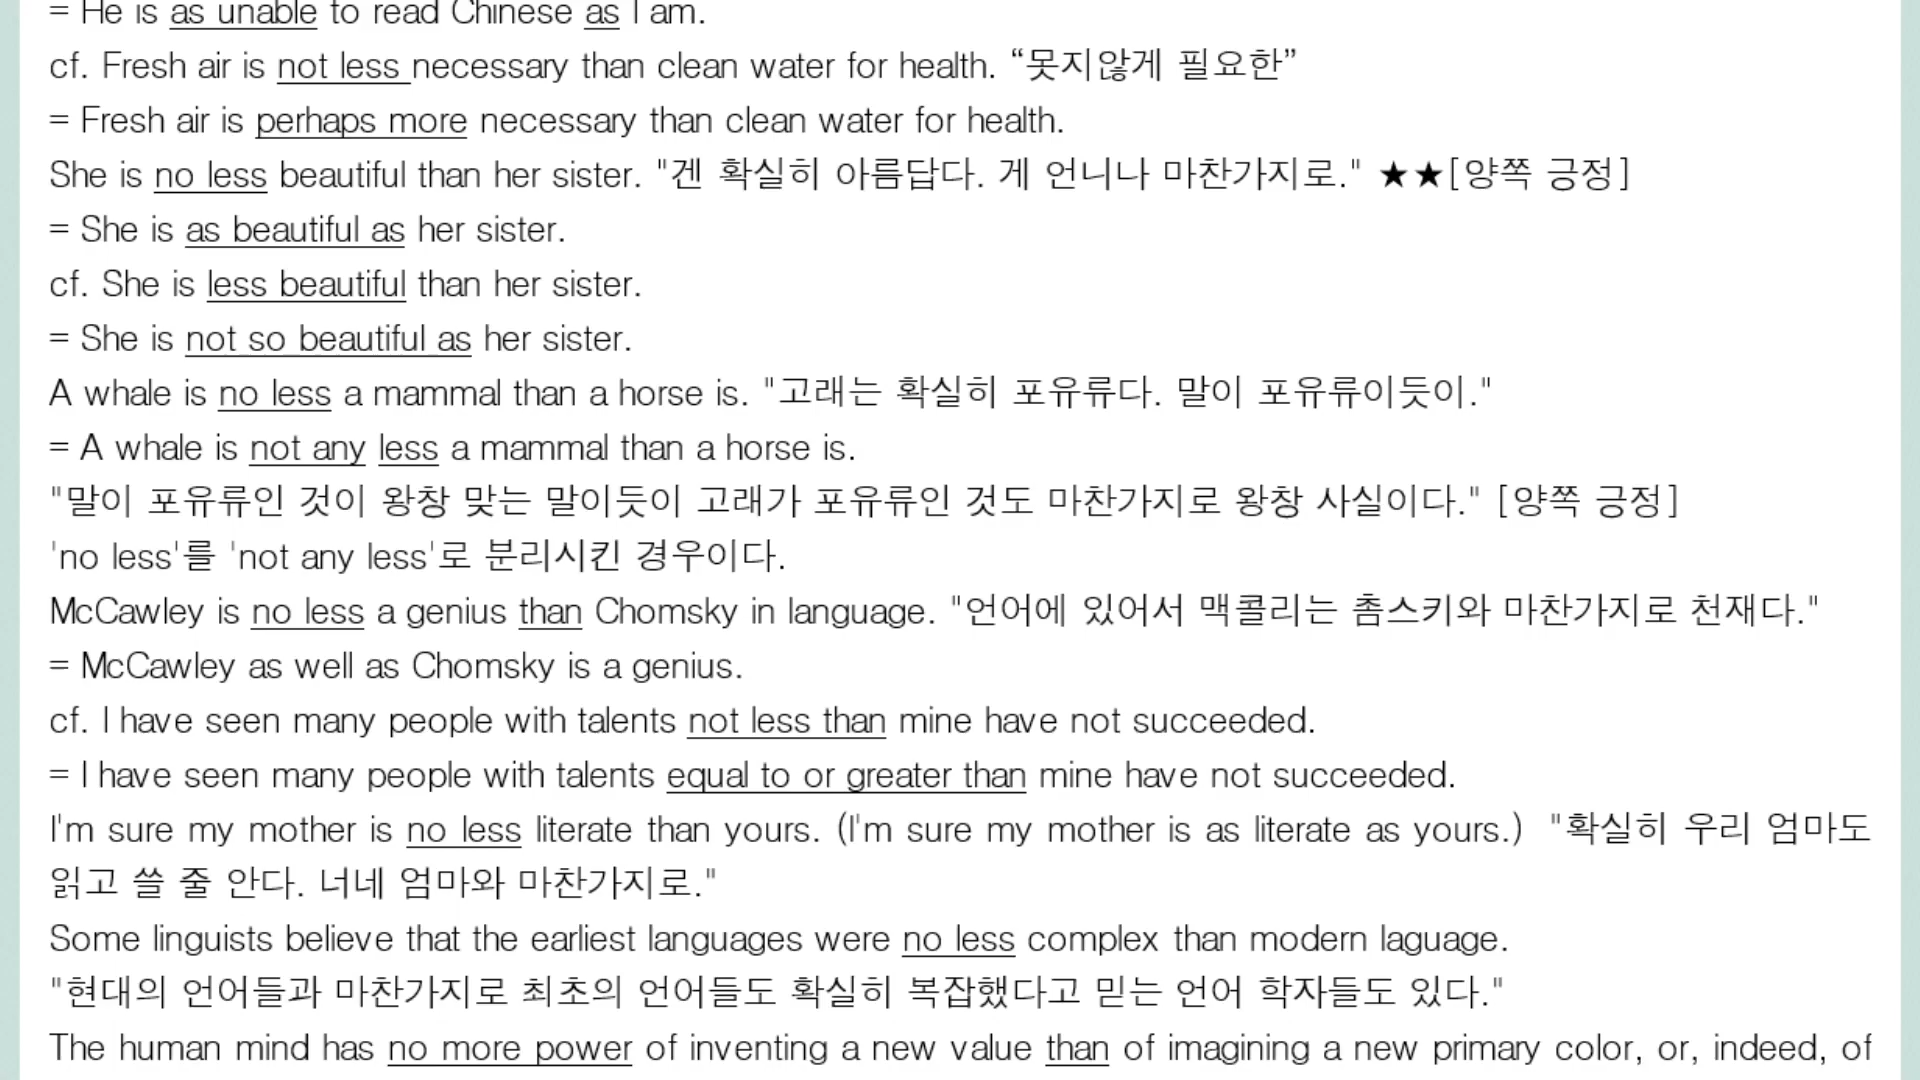 = He is as unable to read Chinese as I am.
cf. Fresh air is not less necessary than clean water for health. “못지않게 필요한”
= Fresh air is perhaps more necessary than clean water for health.
She is no less beautiful than her sister. "겐 확실히 아름답다. 게 언니나 마찬가지로." ★★[양쪽 긍정]
= She is as beautiful as her sister.
cf. She is less beautiful than her sister.
= She is not so beautiful as her sister.
A whale is no less a mammal than a horse is. "고래는 확실히 포유류다. 말이 포유류이듯이."
= A whale is not any less a mammal than a horse is.
"말이 포유류인 것이 왕창 맞는 말이듯이 고래가 포유류인 것도 마찬가지로 왕창 사실이다." [양쪽 긍정]
'no less'를 'not any less'로 분리시킨 경우이다.
McCawley is no less a genius than Chomsky in language. "언어에 있어서 맥콜리는 촘스키와 마찬가지로 천재다."
= McCawley as well as Chomsky is a genius.
cf. I have seen many people with talents not less than mine have not succeeded.
= I have seen many people with talents equal to or greater than mine have not succeeded.
I'm sure my mother is no less literate than yours. (I'm sure my mother is as literate as yours.) "확실히 우리 엄마도
읽고 쓸 줄 안다. 너네 엄마와 마찬가지로."
Some linguists believe that the earliest languages were no less complex than modern laguage.
"현대의 언어들과 마찬가지로 최초의 언어들도 확실히 복잡했다고 믿는 언어 학자들도 있다."
The human mind has no more power of inventing a new value than of imagining a new primary color, or, indeed, of